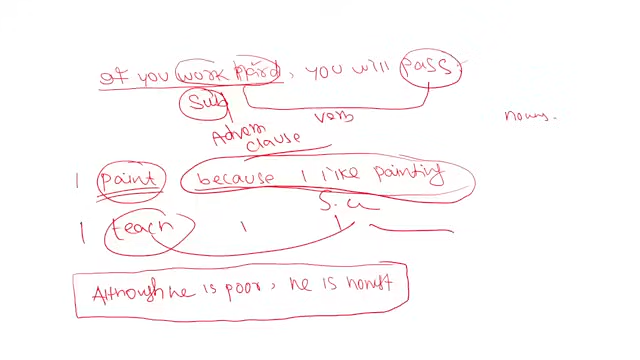 If you work hard, you will pass.
Sub
verb
nouns.
Adverb
clause
I paint because I like painting
S. cl
I teach I
Although he is poor, he is honest